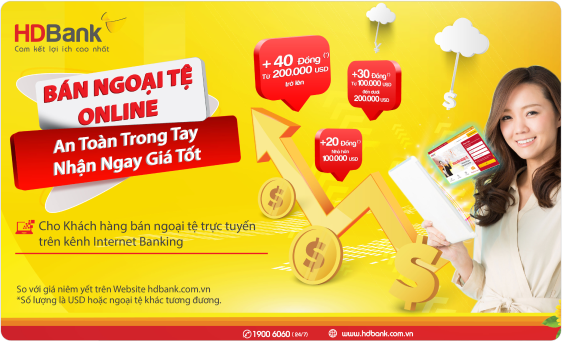 HDBank
Cam kết lợi ích cao nhất
BÁN NGOẠI TỆ
ONLINE
An Toàn Trong Tay
Nhận Ngay Giá Tốt
+ 40 Đồng(*)
Từ 200.000 USD
trở lên
+30 Đồng(*)
Từ 100.000 USD
đến dưới
200.000 USD
+20 Đồng(*)
Nhỏ hơn
100.000 USD
Cho Khách hàng bán ngoại tệ trực tuyến
trên kênh Internet Banking
So với giá niêm yết trên Website hdbank.com.vn
*Số lượng là USD hoặc ngoại tệ khác tương đương.
1900 6060 (24/7)
www.hdbank.com.vn